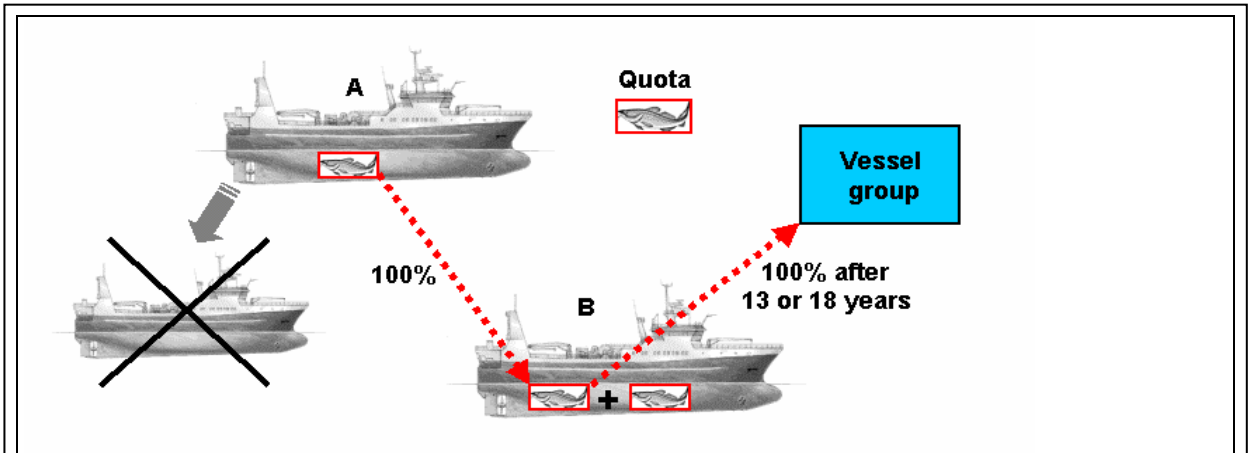 A
Quota
Vessel
group
100%
B
100% after
13 or 18 years
+